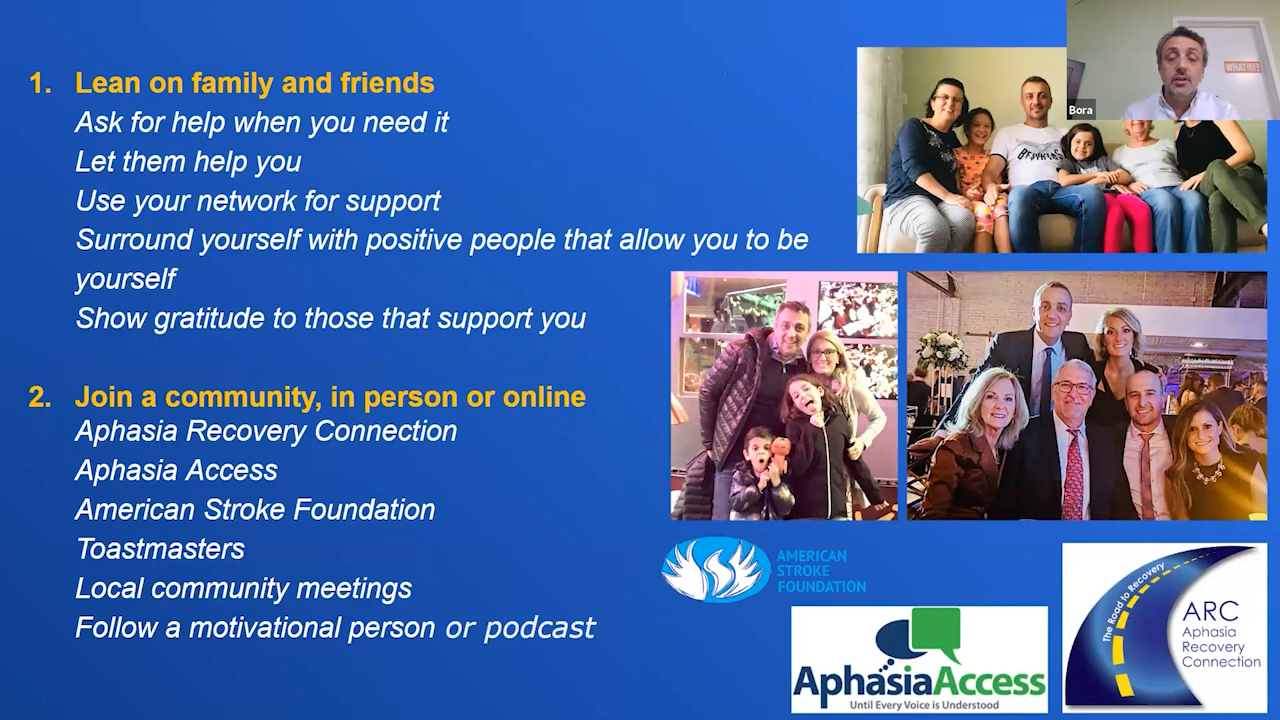 1. Lean on family and friends
Ask for help when you need it
Let them help you
Use your network for support
Surround yourself with positive people that allow you to be
yourself
Show gratitude to those that support you
2. Join a community, in person or online
Aphasia Recovery Connection
Aphasia Access
American Stroke Foundation
Toastmasters
Local community meetings
Follow a motivational person or podcast
Bora
AMERICAN
STROKE
FOUNDATION
AphasiaAccess
Until Every Voice is Understood
The Road to Recovery
ARC
Aphasia
Recovery
Connection